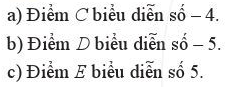 a) Điểm C biểu diễn số – 4.
b) Điểm D biểu diễn số – 5.
c) Điểm E biểu diễn số 5.